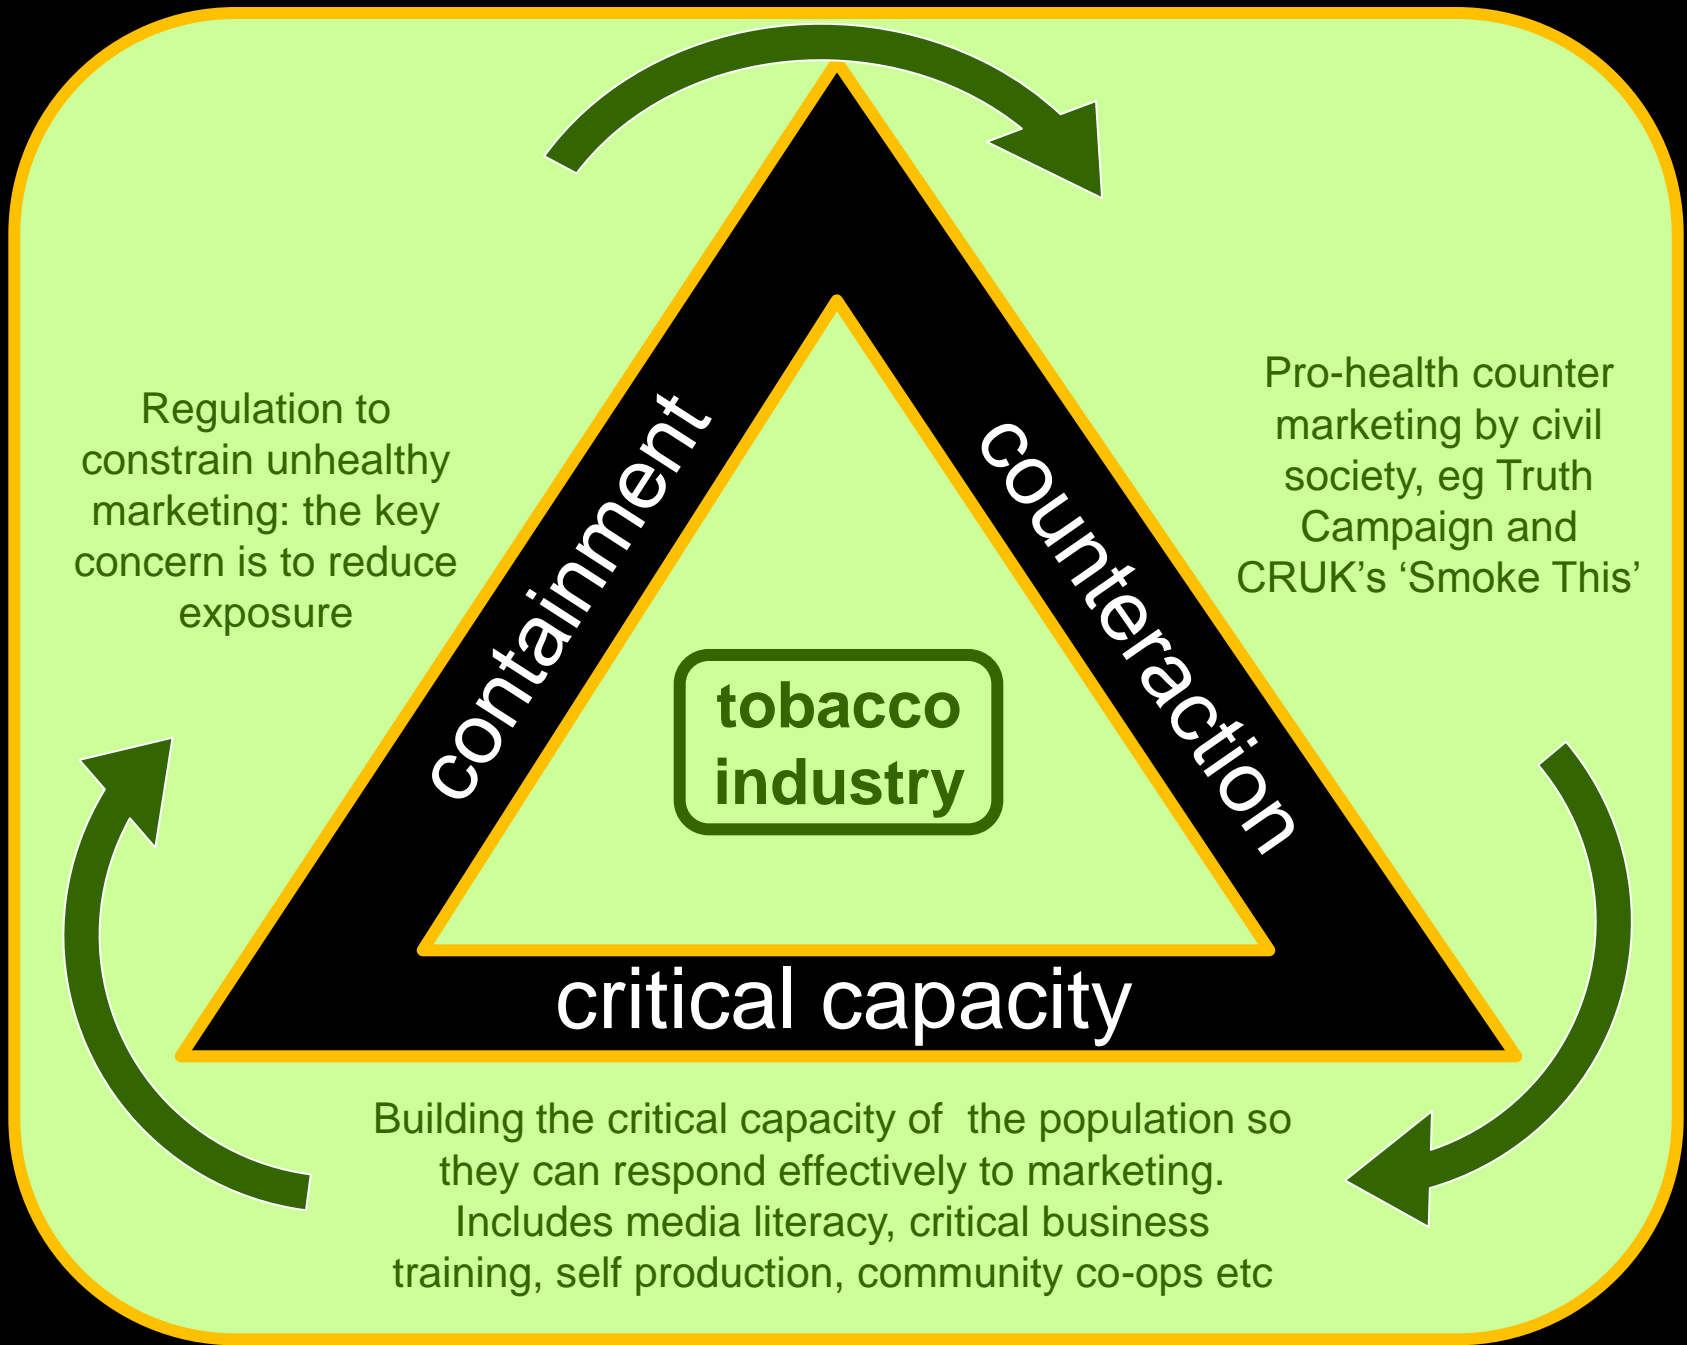 Regulation to
constrain unhealthy
marketing: the key
concern is to reduce
exposure
containment
counteraction
Pro-health counter
marketing by civil
society, eg Truth
Campaign and
CRUK’s ‘Smoke This’
tobacco
industry
critical capacity
Building the critical capacity of  the population so
they can respond effectively to marketing.
Includes media literacy, critical business
training, self production, community co-ops etc